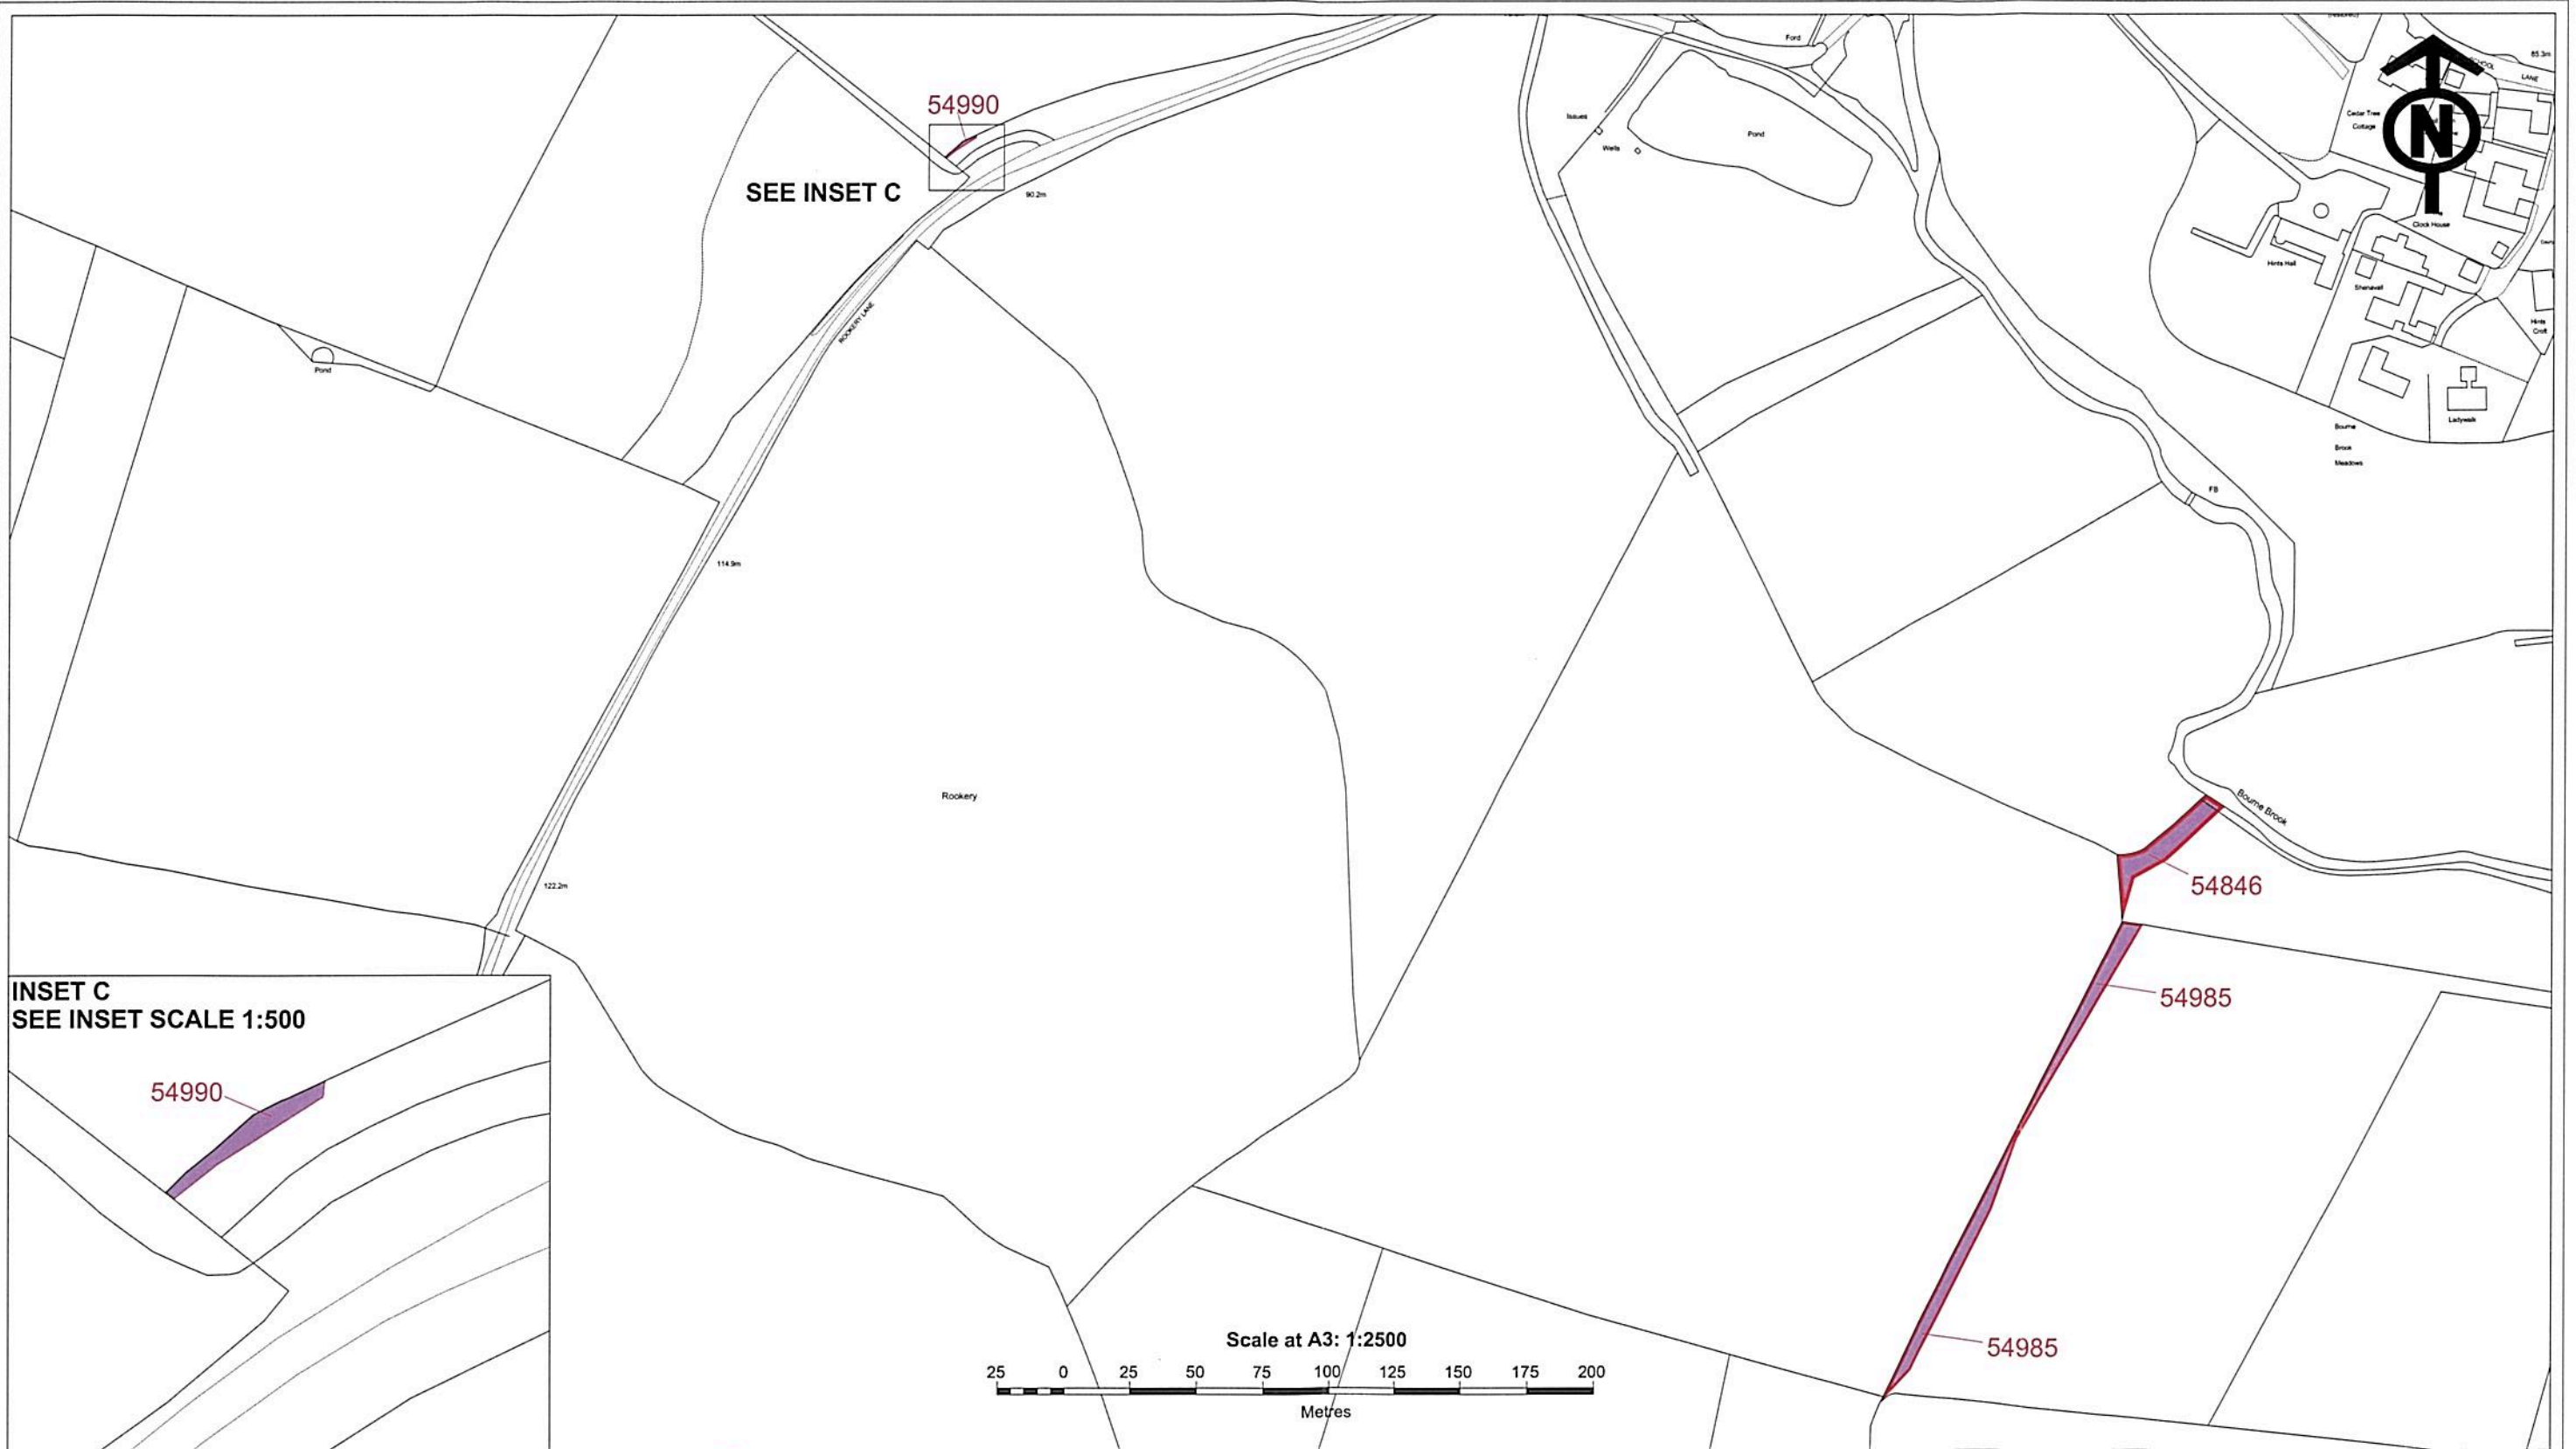 (restored)
Ford
85.3m
SCHOOL
LANE
54990
Issues
Wells
Pond
Cedar Tree
Cottage
N
SEE INSET C
90.2m
Clock House
Hints Hall
Shenavall
Hints
Croft
ROOKERY LANE
Pond
Ladywalk
Bourne
Brook
Meadows
FB
114.9m
Rookery
Bourne Brook
122.2m
54846
INSET C
SEE INSET SCALE 1:500
54985
54990
Scale at A3: 1:2500
54985
25 0 25 50 75 100 125 150 175 200
Metres